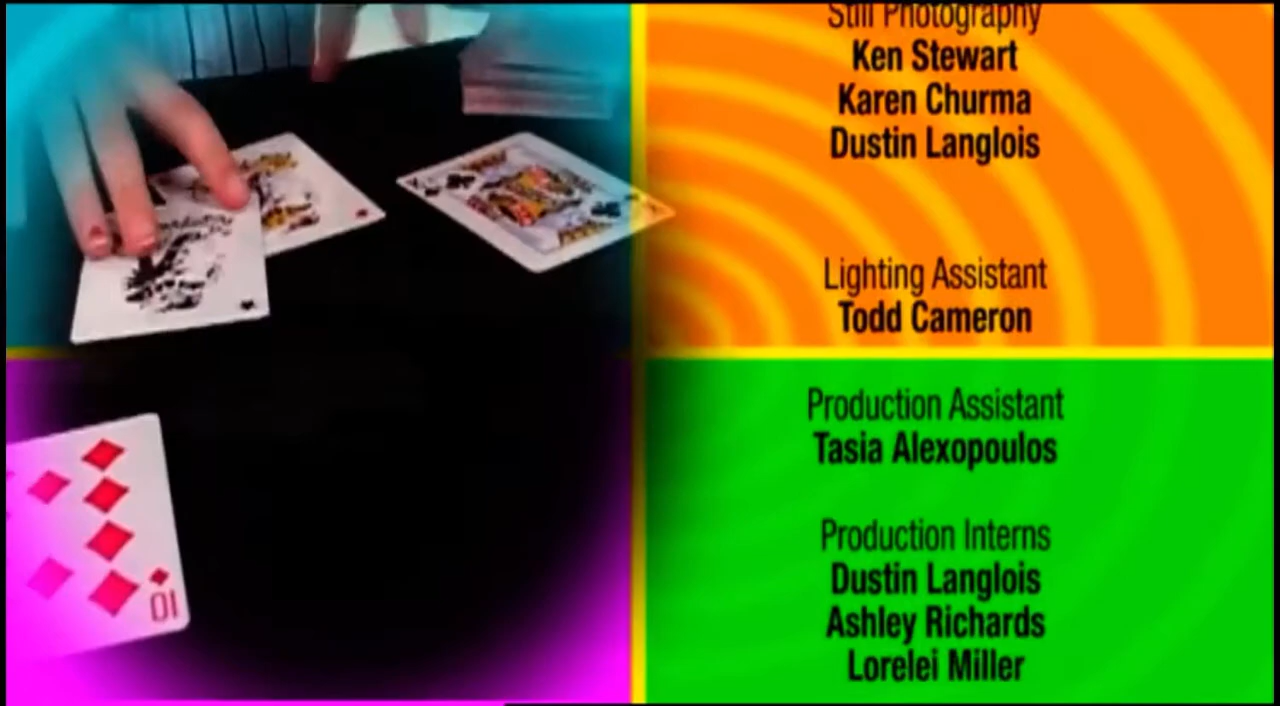 Still Photography
Ken Stewart
Karen Churma
Dustin Langlois
Lighting Assistant
Todd Cameron
Production Assistant
Tasia Alexopoulos
Production Interns
Dustin Langlois
Ashley Richards
Lorelei Miller
10